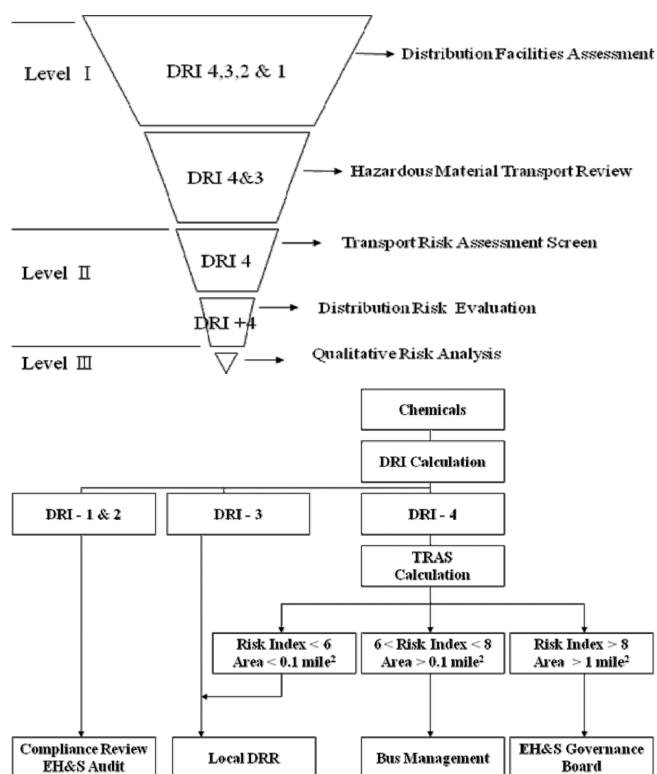 Level Ⅰ
DRI 4,3,2 & 1
Distribution Facilities Assessment
DRI 4&3
Hazardous Material Transport Review
Level Ⅱ
DRI 4
Transport Risk Assessment Screen
DRI +4
Distribution Risk Evaluation
Level Ⅲ
Qualitative Risk Analysis
Chemicals
DRI Calculation
DRI - 1 & 2
DRI - 3
DRI - 4
TRAS
Calculation
Risk Index < 6
Area < 0.1 mile²
6 < Risk Index < 8
Area > 0.1 mile²
Risk Index > 8
Area > 1 mile²
Compliance Review
EH&S Audit
Local DRR
Bus Management
EH&S Governance
Board